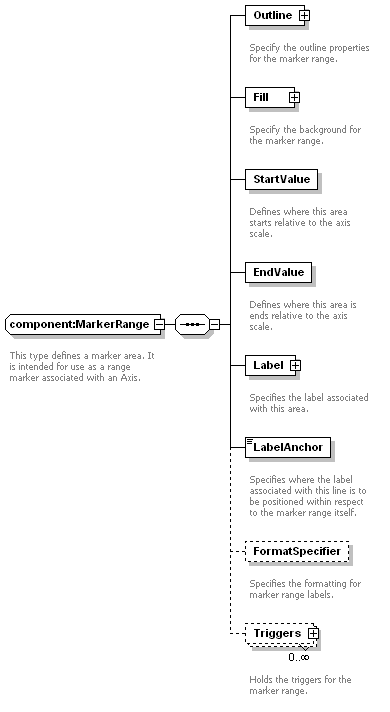 Outline
Specify the outline properties
for the marker range.
Fill
Specify the background for
the marker range.
StartValue
Defines where this area
starts relative to the axis
scale.
EndValue
Defines where this area is
ends relative to the axis
scale.
component:MarkerRange
This type defines a marker area. It
is intended for use as a range
marker associated with an Axis.
Label
Specifies the label associated
with this area.
LabelAnchor
Specifies where the label
associated with this line is to
be positioned within respect
to the marker range itself.
FormatSpecifier
Specifies the formatting for
marker range labels.
Triggers
0..∞
Holds the triggers for the
marker range.